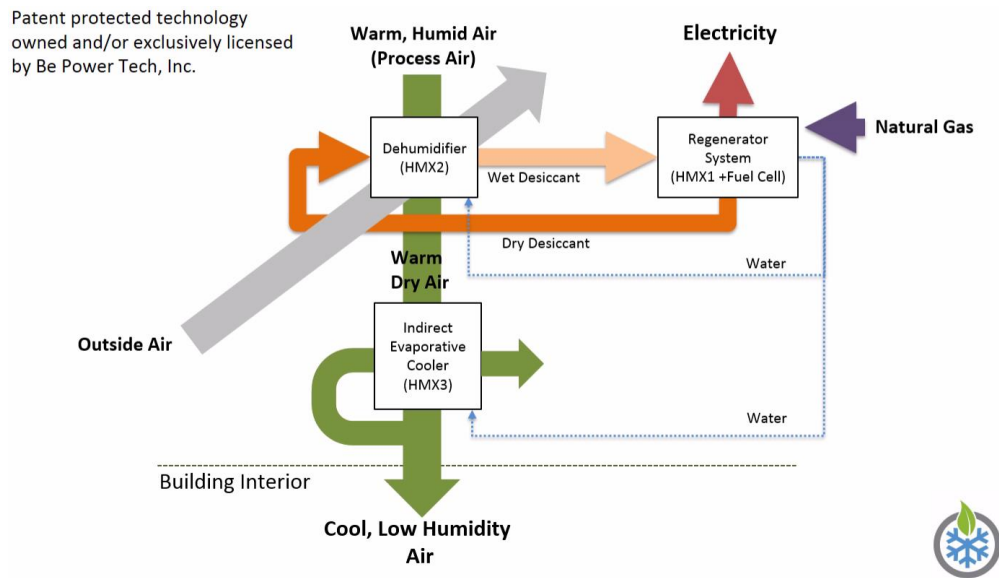 Patent protected technology
owned and/or exclusively licensed
by Be Power Tech, Inc.
Warm, Humid Air
(Process Air)
Electricity
Natural Gas
Dehumidifier
(HMX2)
Regenerator
System
(HMX1 +Fuel Cell)
Wet Desiccant
Dry Desiccant
Warm
Dry Air
Water
Outside Air
Indirect
Evaporative
Cooler
(HMX3)
Water
Building Interior
Cool, Low Humidity
Air